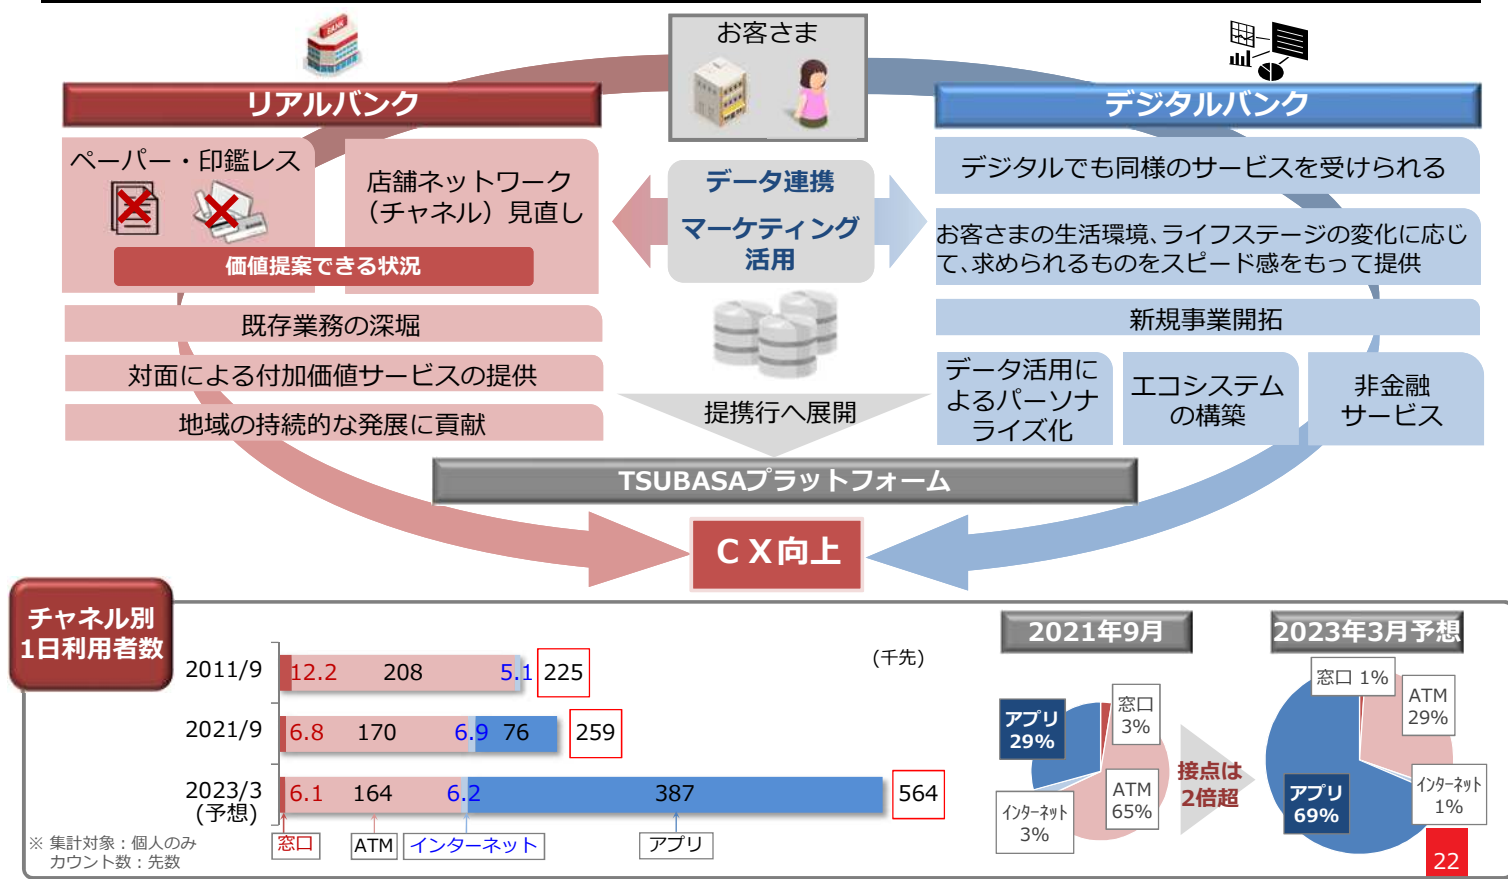 お客さま
BANK
リアルバンク
ペーパー・印鑑レス
店舗ネットワーク
（チャネル）見直し
価値提案できる状況
既存業務の深堀
対面による付加価値サービスの提供
地域の持続的な発展に貢献
データ連携
マーケティング
活用
提携行へ展開
デジタルバンク
デジタルでも同様のサービスを受けられる
お客さまの生活環境、ライフステージの変化に応じ
て、求められるものをスピード感をもって提供
新規事業開拓
データ活用に
よるパーソナ
ライズ化
エコシステム
の構築
非金融
サービス
TSUBASAプラットフォーム
ＣＸ向上
チャネル別
1日利用者数
(千先)
2011/9 12.2 208 5.1 225
2021/9 6.8 170 6.9 76 259
2023/3 6.1 164 6.2 387 564
(予想)
窓口 ATM インターネット アプリ
※ 集計対象：個人のみ
カウント数：先数
2021年9月
アプリ
29%
窓口
3%
ATM
65%
インターネット
3%
接点は
2倍超
2023年3月予想
窓口 1%
ATM
29%
インターネット
1%
アプリ
69%
22